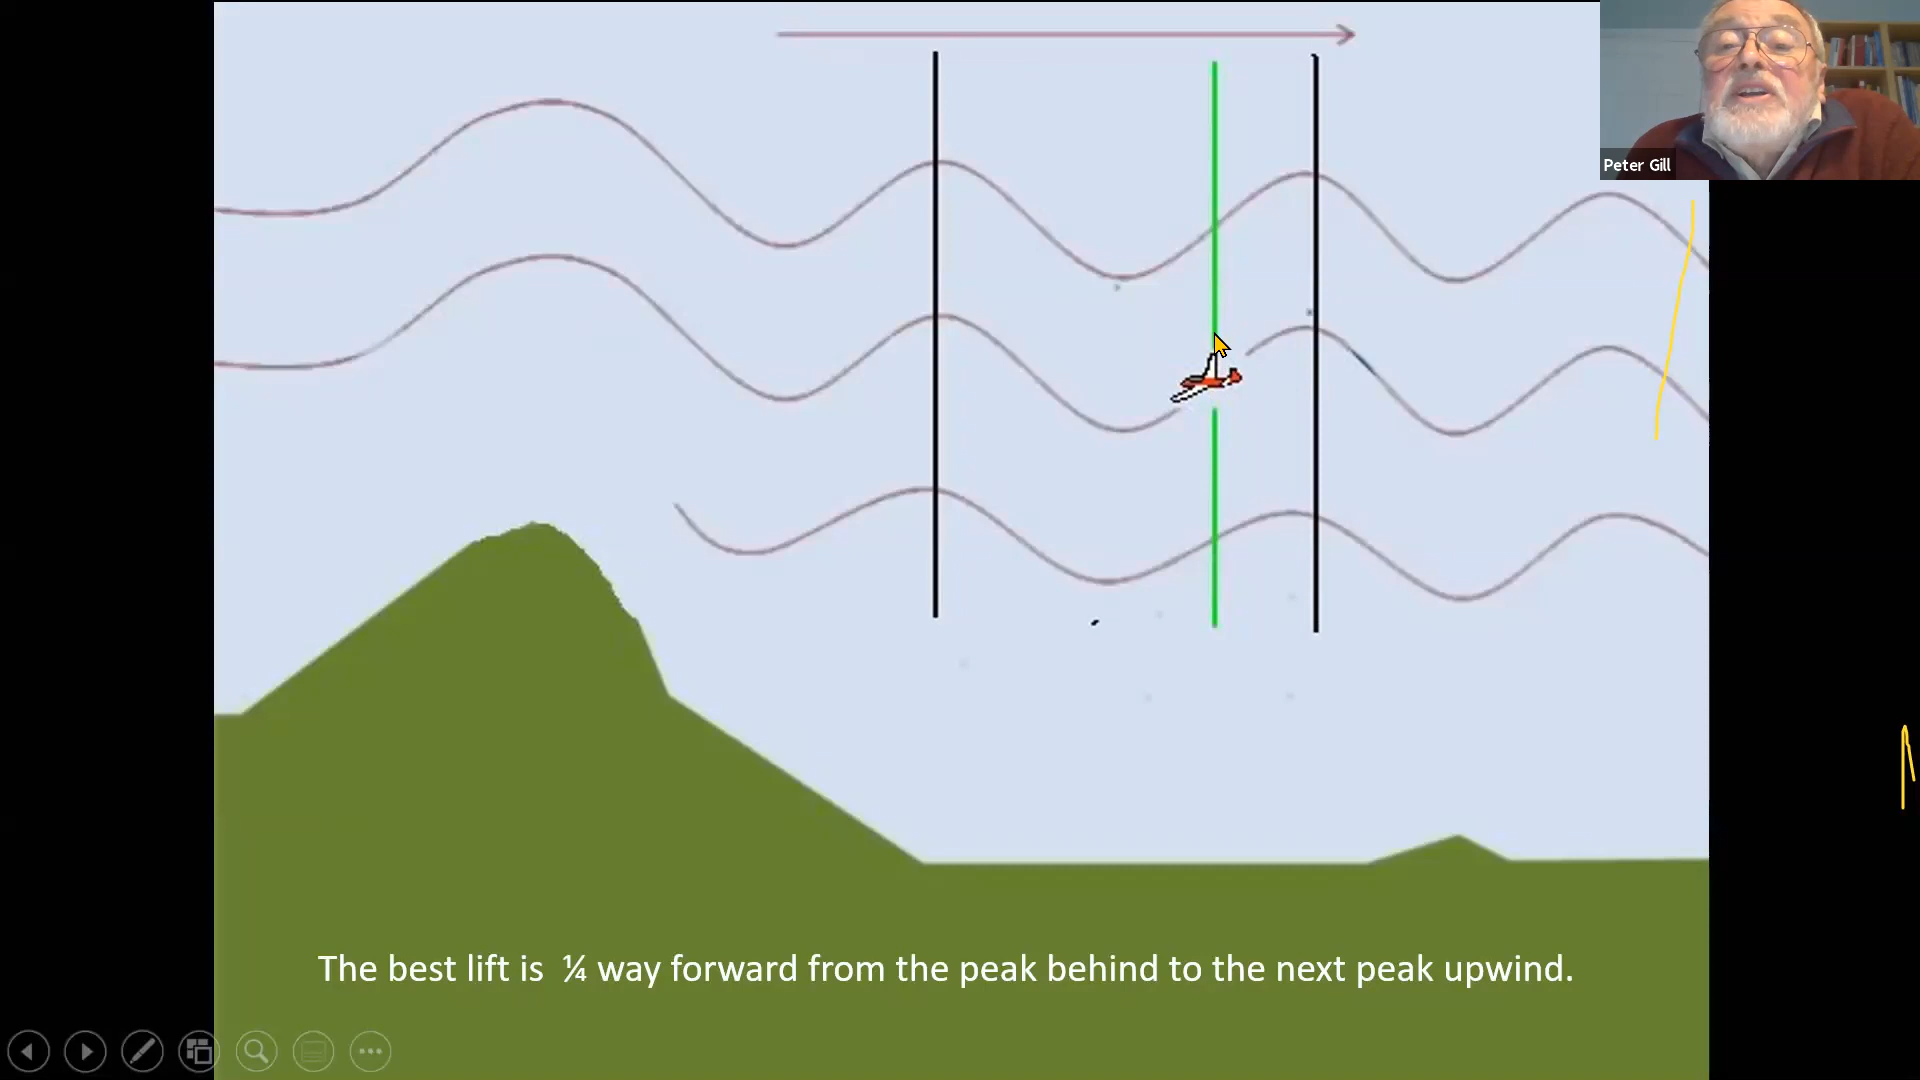 Peter Gill
The best lift is ¼ way forward from the peak behind to the next peak upwind.